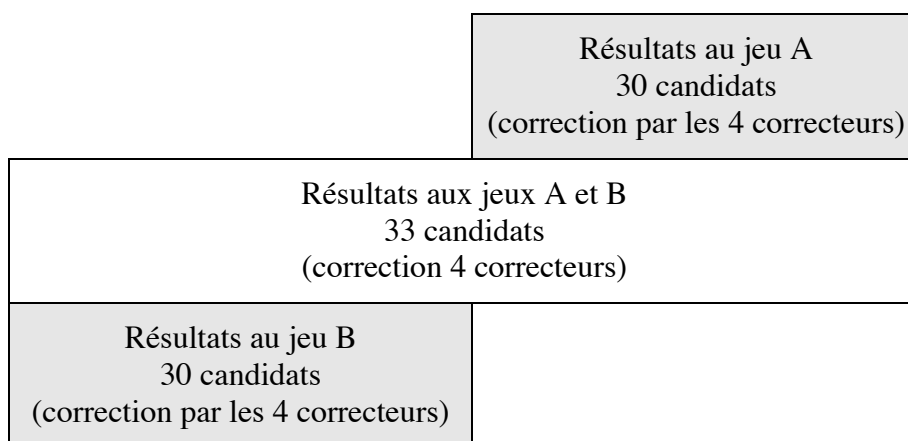 Résultats au jeu A
30 candidats
(correction par les 4 correcteurs)
Résultats aux jeux A et B
33 candidats
(correction 4 correcteurs)
Résultats au jeu B
30 candidats
(correction par les 4 correcteurs)